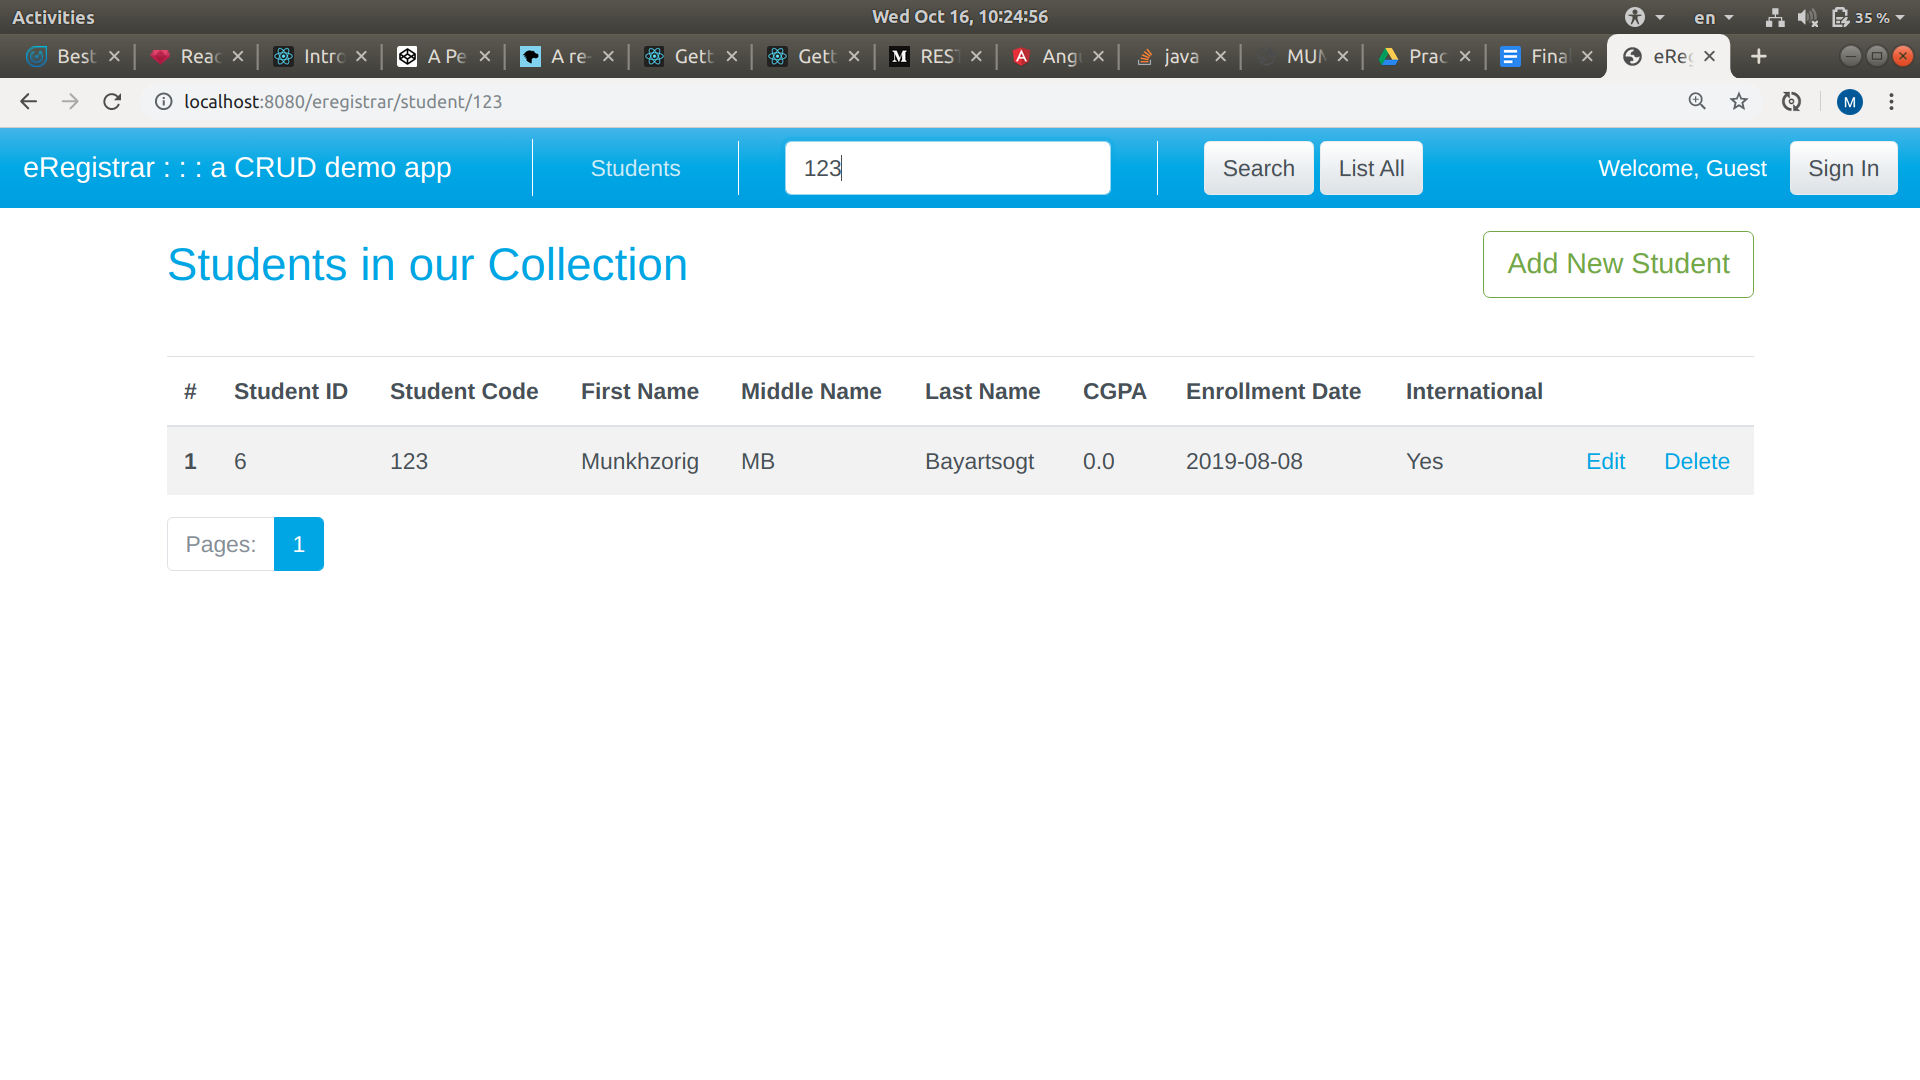 Activities
Wed Oct 16, 10:24:56
en
35 %
Best
Reac
Intro
A Pe
A re-
Gett
Gett
REST
Angu
java
MUN
Prac
Final
eReg
localhost:8080/eregistrar/student/123
M
eRegistrar : : : a CRUD demo app
Students
123
Search
List All
Welcome, Guest
Sign In
Students in our Collection
Add New Student
# Student ID Student Code First Name Middle Name Last Name CGPA Enrollment Date International
1 6 123 Munkhzorig MB Bayartsogt 0.0 2019-08-08 Yes Edit Delete
Pages: 1